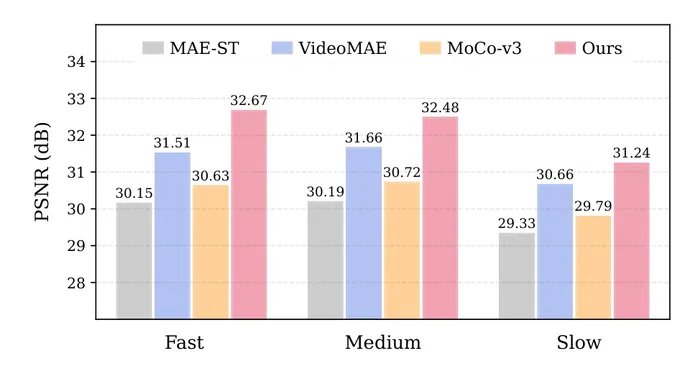 MAE-ST VideoMAE MoCo-v3 Ours
PSNR (dB)
34
33
32
31
30
29
28
30.15 31.51 30.63 32.67
30.19 31.66 30.72 32.48
29.33 30.66 29.79 31.24
Fast Medium Slow